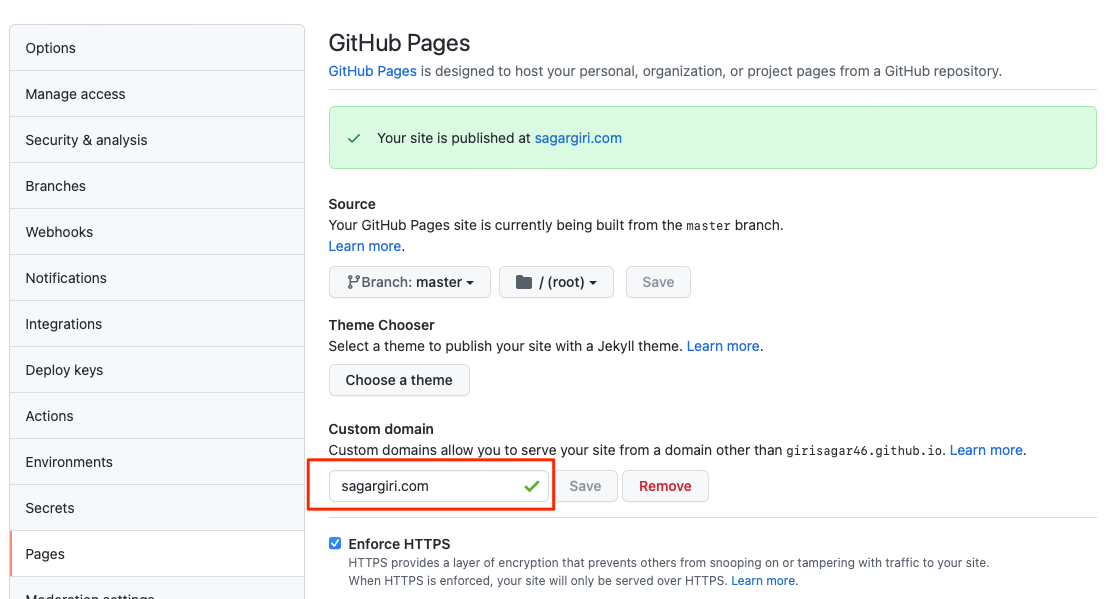 Options
Manage access
Security & analysis
Branches
Webhooks
Notifications
Integrations
Deploy keys
Actions
Environments
Secrets
Pages
Moderation settings
GitHub Pages
GitHub Pages is designed to host your personal, organization, or project pages from a GitHub repository.
Your site is published at sagargiri.com
Source
Your GitHub Pages site is currently being built from the master branch.
Learn more.
Branch: master
/ (root)
Save
Theme Chooser
Select a theme to publish your site with a Jekyll theme. Learn more.
Choose a theme
Custom domain
Custom domains allow you to serve your site from a domain other than girisagar46.github.io. Learn more.
sagargiri.com
Save
Remove
Enforce HTTPS
HTTPS provides a layer of encryption that prevents others from snooping on or tampering with traffic to your site.
When HTTPS is enforced, your site will only be served over HTTPS. Learn more.